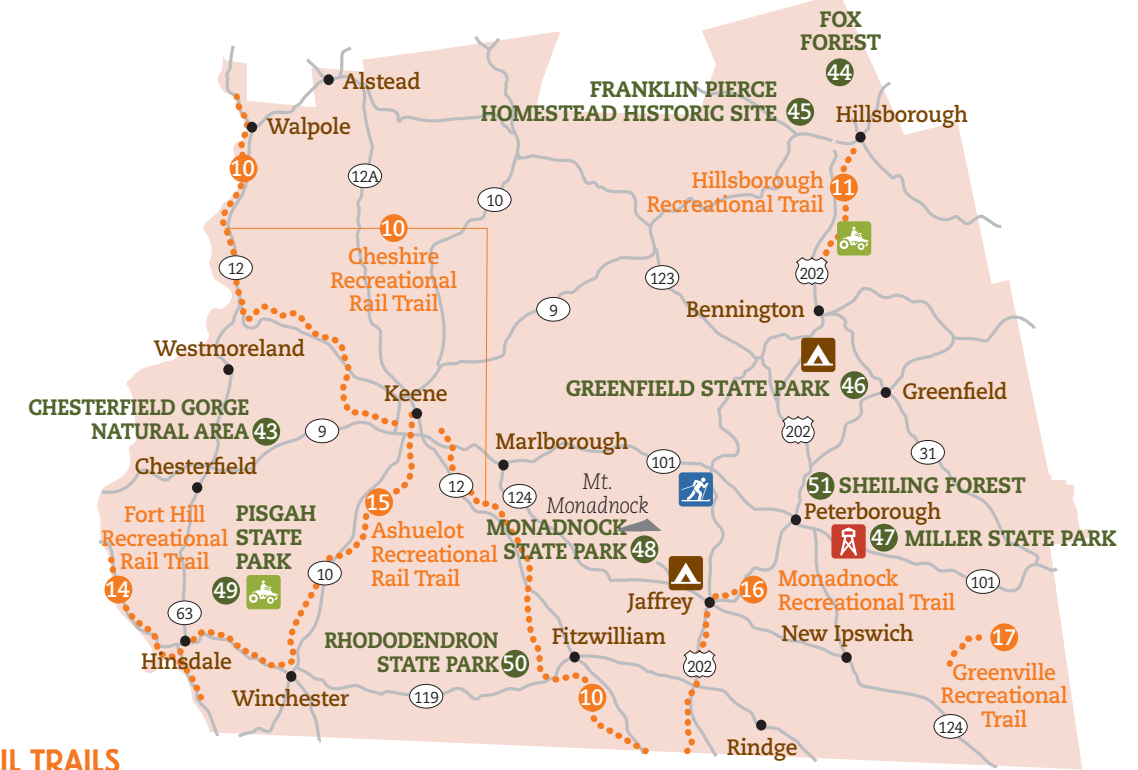 FOX
FOREST
44
Alstead
FRANKLIN PIERCE
HOMESTEAD HISTORIC SITE 45
Hillsborough
Walpole
10
12A
10
Hillsborough
Recreational Trail
11
10
Cheshire
Recreational
Rail Trail
12
202
123
9
Bennington
Westmoreland
GREENFIELD STATE PARK 46
Greenfield
Keene
CHESTERFIELD GORGE
NATURAL AREA 43
9
202
Marlborough
101
31
Chesterfield
12
124
Mt.
Monadnock
51 SHEILING FOREST
Peterborough
Fort Hill
Recreational
Rail Trail
14
PISGAH
STATE
PARK
49
15
Ashuelot
Recreational
Rail Trail
MONADNOCK
STATE PARK 48
47 MILLER STATE PARK
10
101
16
Monadnock
Recreational Trail
Jaffrey
63
Hinsdale
RHODODENDRON
STATE PARK 50
Fitzwilliam
New Ipswich
17
Greenville
Recreational
Trail
202
Winchester
119
10
124
Rindge
IL TRAILS